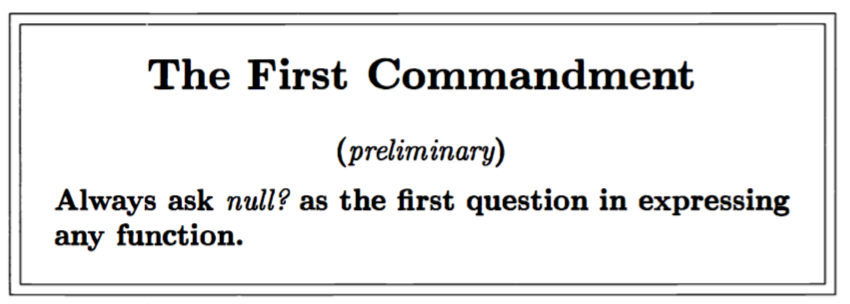 The First Commandment
(preliminary)
Always ask null? as the first question in expressing
any function.